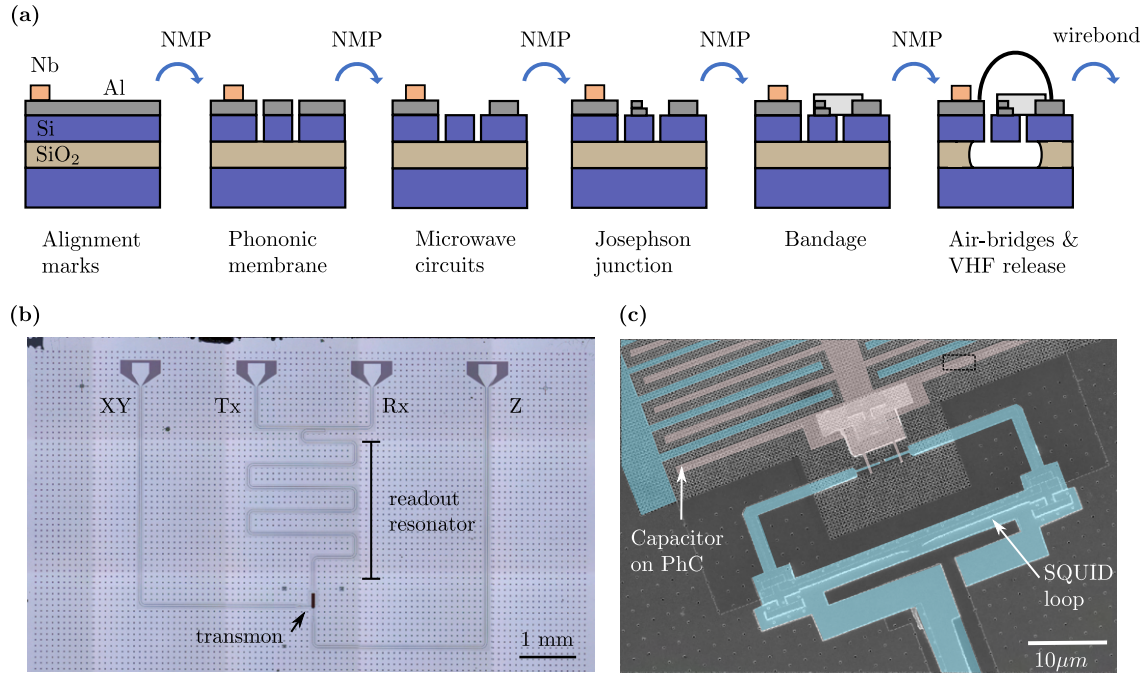 (a)
NMP NMP NMP NMP NMP wirebond
Nb
Al
Si
SiO₂
Alignment
marks
Phononic
membrane
Microwave
circuits
Josephson
junction
Bandage
Air-bridges &
VHF release
(b)
XY Tx Rx Z
readout
resonator
transmon
1 mm
(c)
Capacitor
on PhC
SQUID
loop
10μm